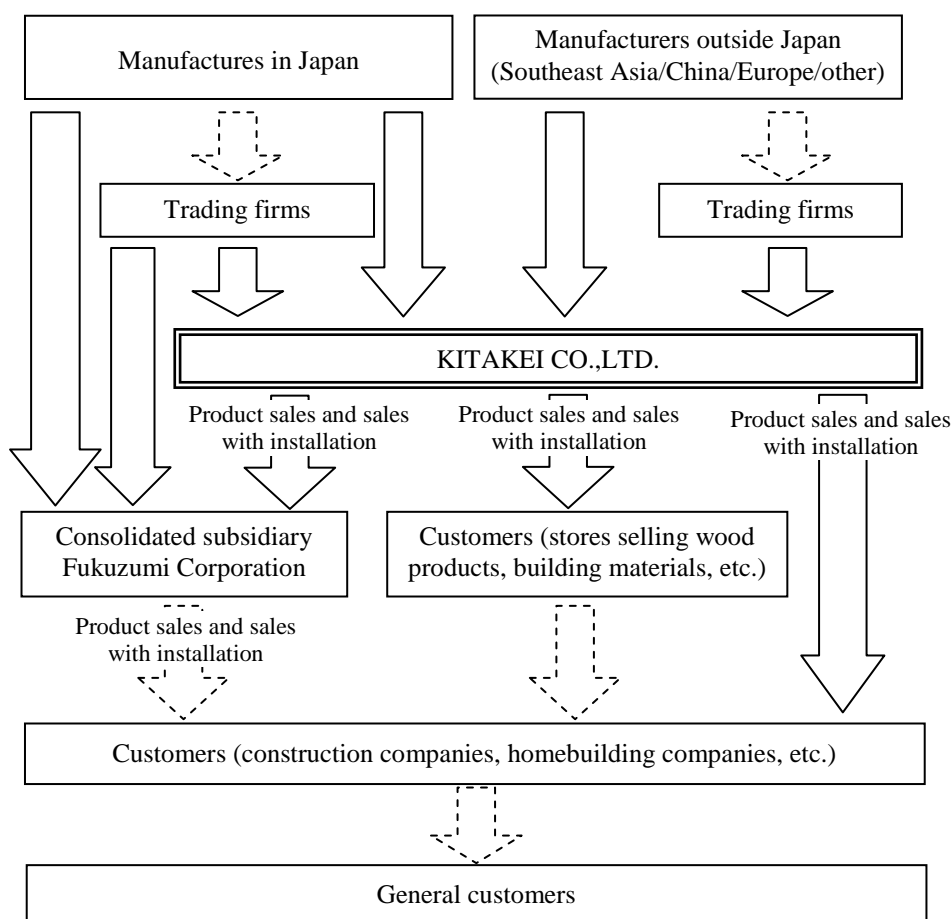 Manufactures in Japan
Manufacturers outside Japan
(Southeast Asia/China/Europe/other)
Trading firms
Trading firms
KITAKEI CO.,LTD.
Product sales and sales
with installation
Product sales and sales
with installation
Product sales and sales
with installation
Consolidated subsidiary
Fukuzumi Corporation
Customers (stores selling wood
products, building materials, etc.)
Product sales and sales
with installation
Customers (construction companies, homebuilding companies, etc.)
General customers